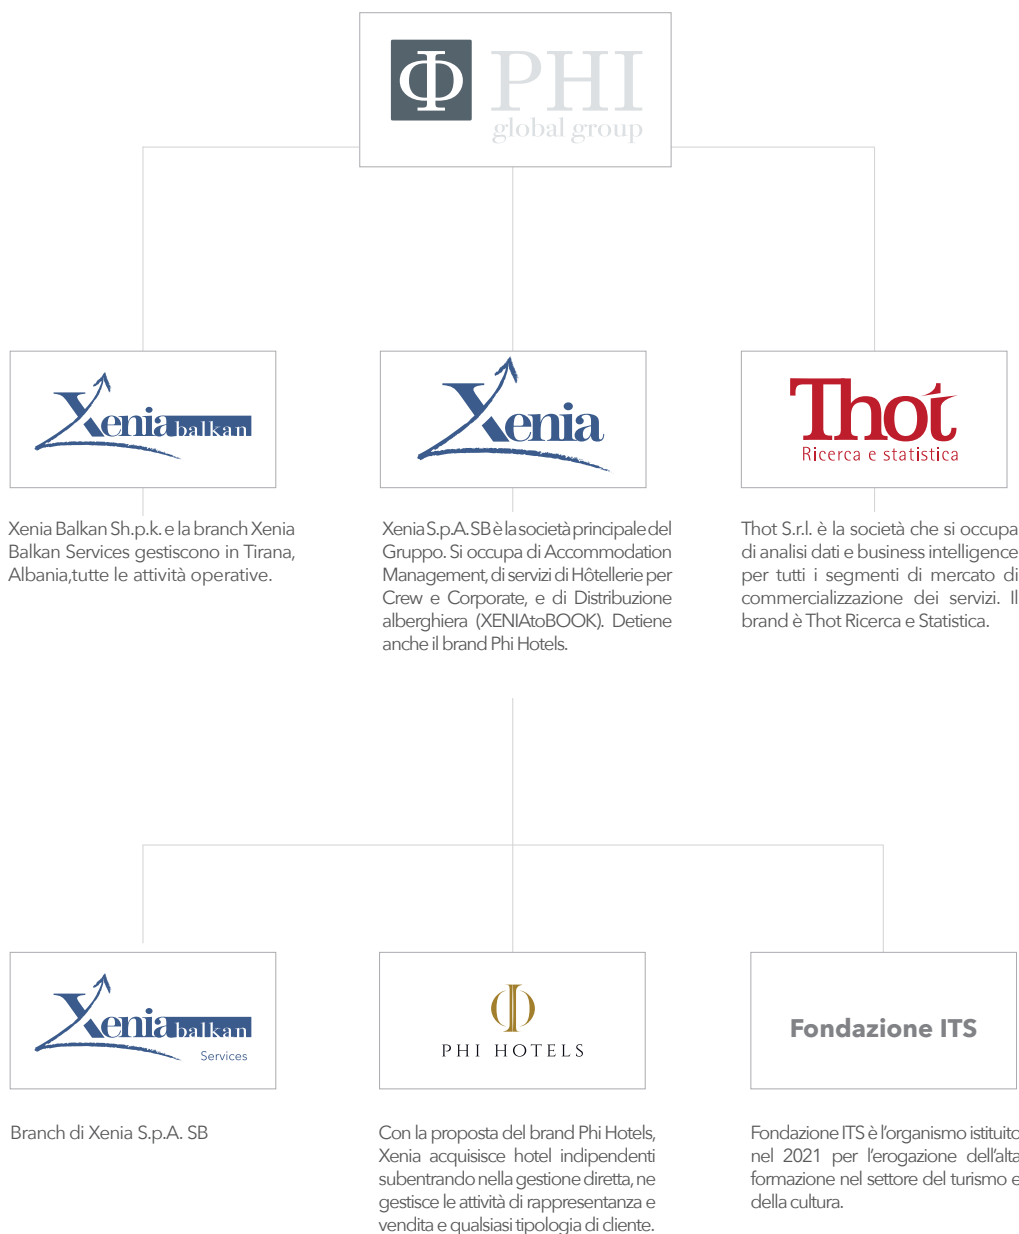 Φ PHI
global group
Xenia balkan
Xenia
Thot
Ricerca e statistica
Xenia Balkan Sh.p.k. e la branch Xenia
Balkan Services gestiscono in Tirana,
Albania,tutte le attività operative.
Xenia S.p.A. SB è la società principale del
Gruppo. Si occupa di Accommodation
Management, di servizi di Hôtellerie per
Crew e Corporate, e di Distribuzione
alberghiera (XENIAtoBOOK). Detiene
anche il brand Phi Hotels.
Thot S.r.l. è la società che si occupa
di analisi dati e business intelligence
per tutti i segmenti di mercato di
commercializzazione dei servizi. Il
brand è Thot Ricerca e Statistica.
Xenia balkan
Services
Φ
PHI HOTELS
Fondazione ITS
Branch di Xenia S.p.A. SB
Con la proposta del brand Phi Hotels,
Xenia acquisisce hotel indipendenti
subentrando nella gestione diretta, ne
gestisce le attività di rappresentanza e
vendita e qualsiasi tipologia di cliente.
Fondazione ITS è l'organismo istituito
nel 2021 per l'erogazione dell'alta
formazione nel settore del turismo e
della cultura.